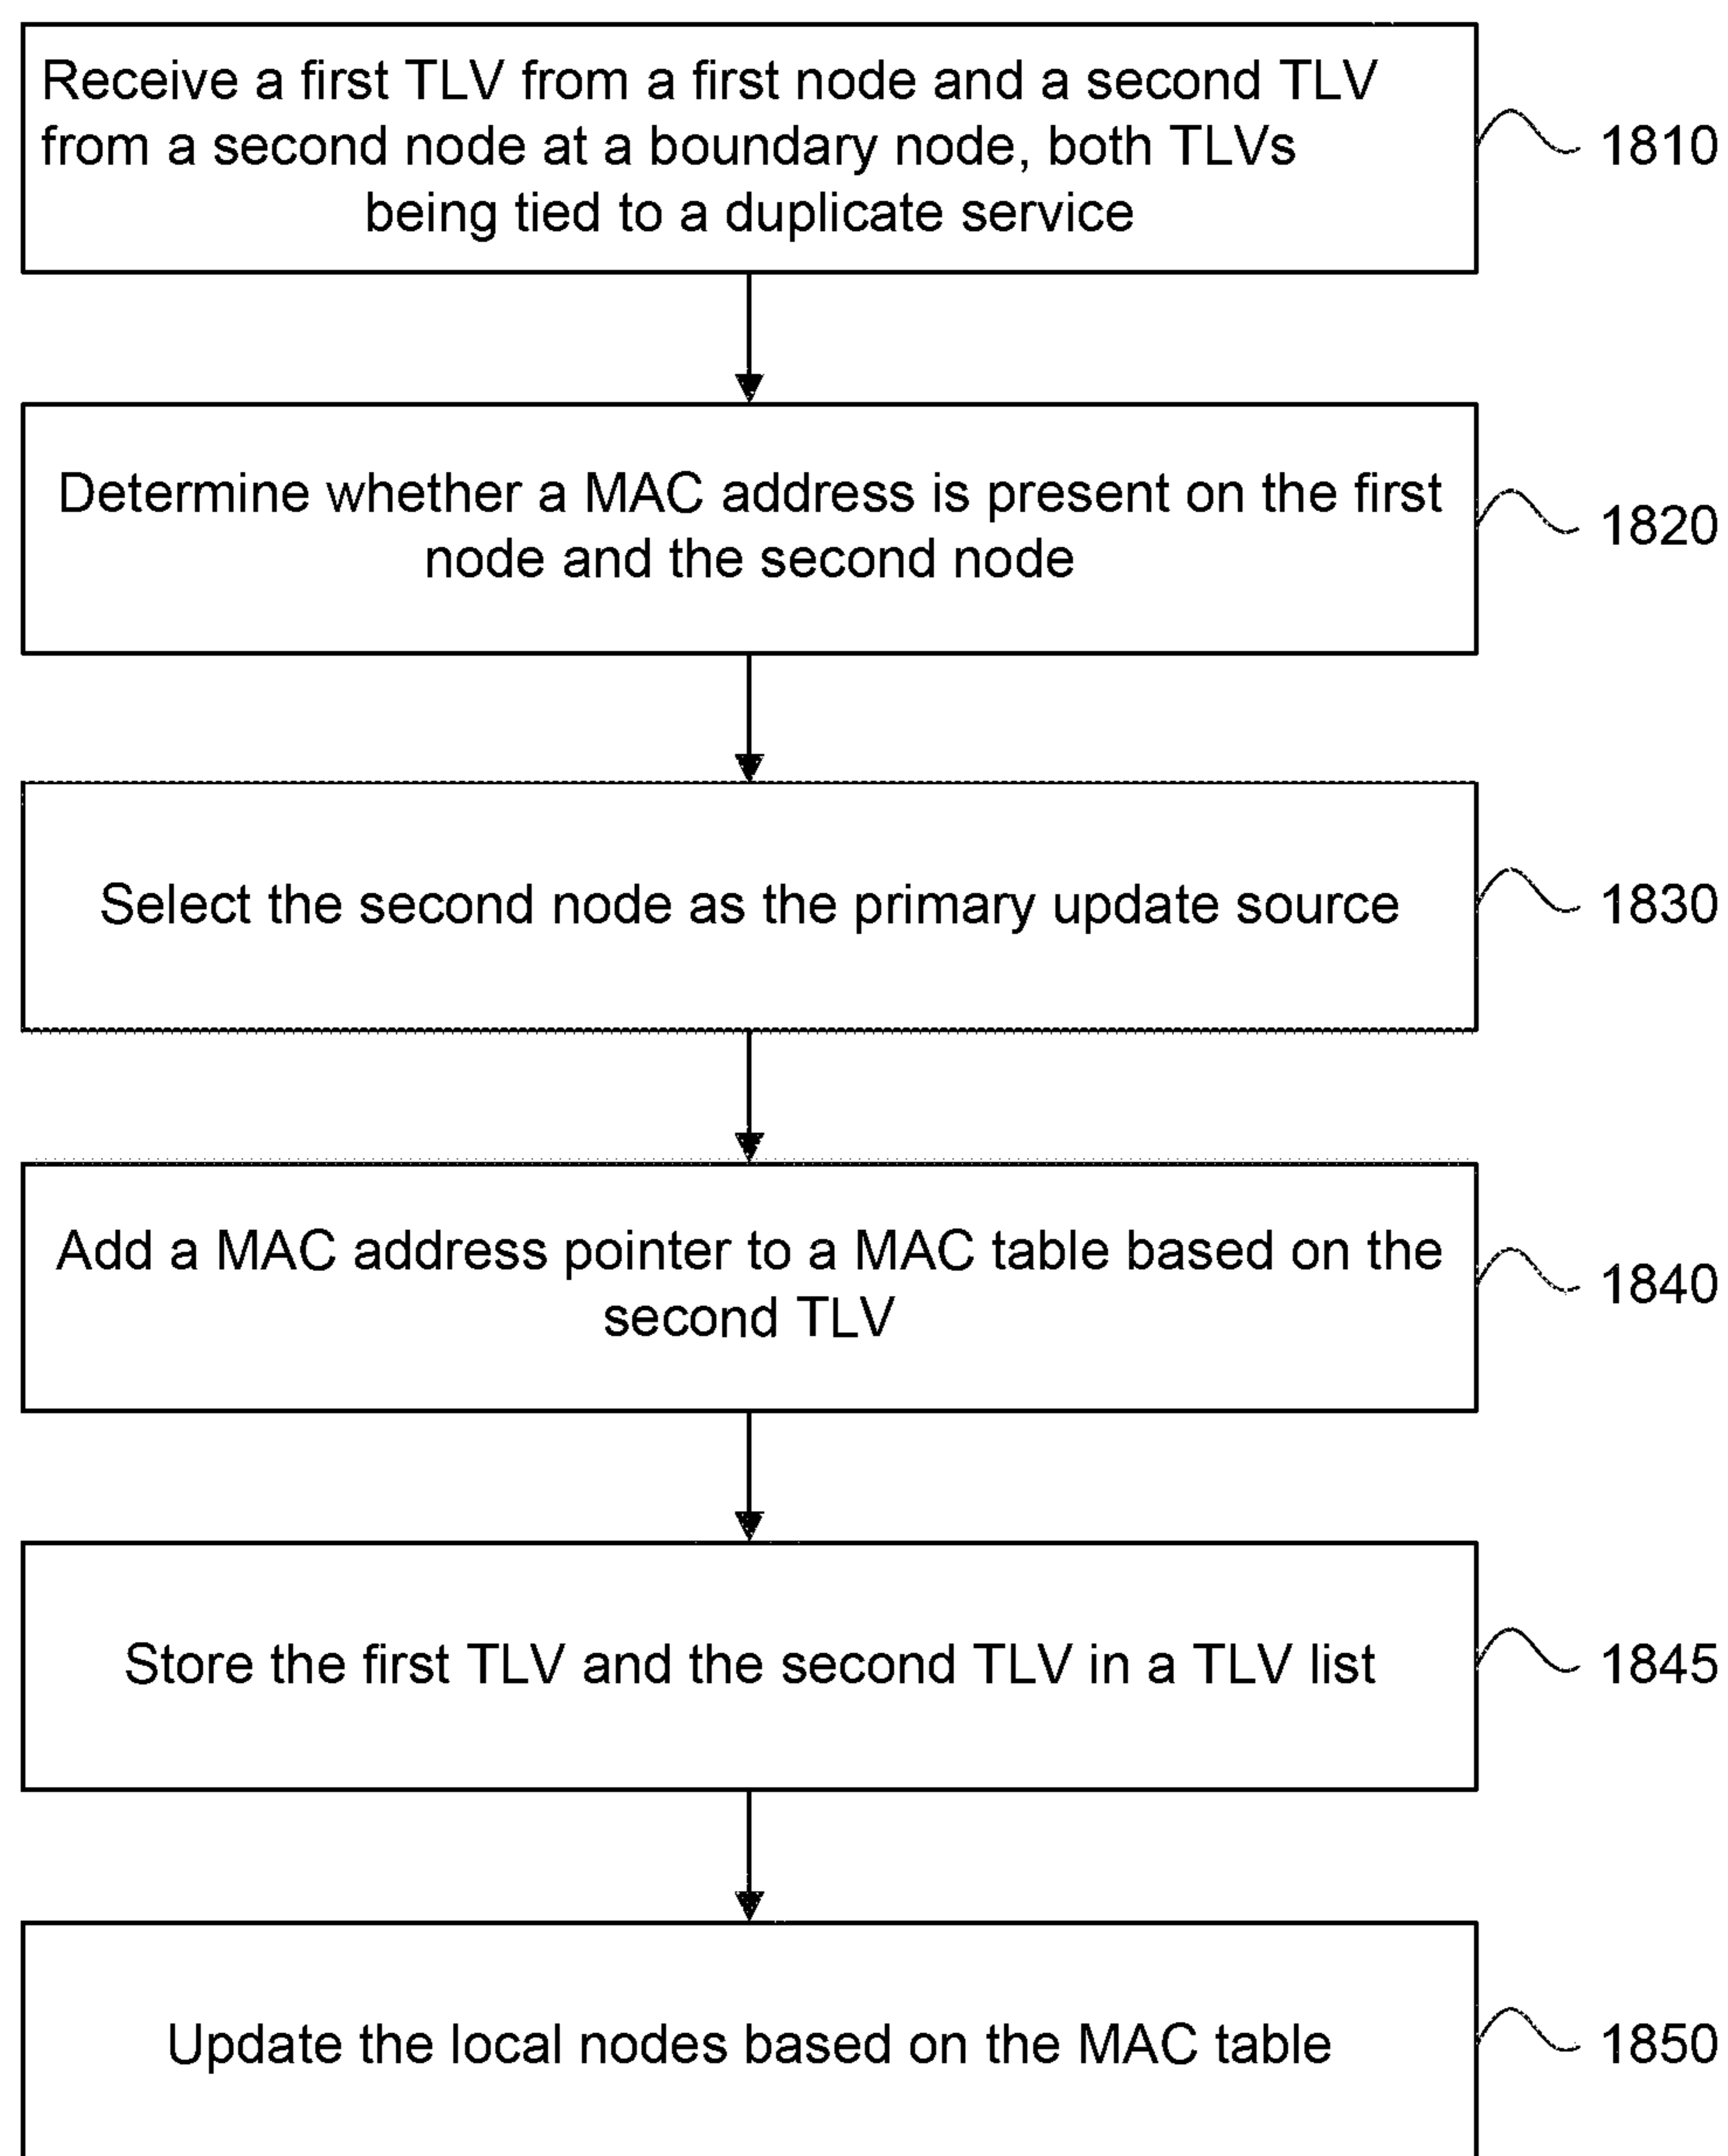 Receive a first TLV from a first node and a second TLV
from a second node at a boundary node, both TLVs
being tied to a duplicate service
1810
Determine whether a MAC address is present on the first
node and the second node
1820
Select the second node as the primary update source
1830
Add a MAC address pointer to a MAC table based on the
second TLV
1840
Store the first TLV and the second TLV in a TLV list
1845
Update the local nodes based on the MAC table
1850